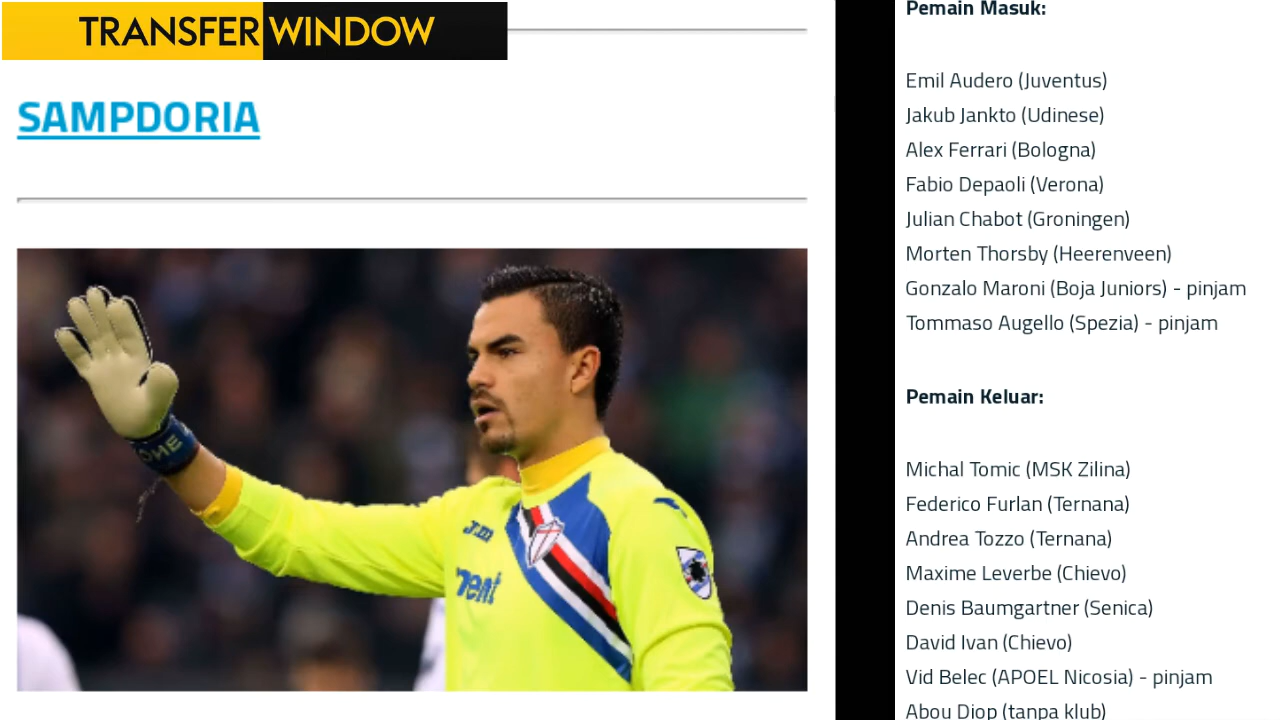 TRANSFER WINDOW
SAMPDORIA
Pemain Masuk:
Emil Audero (Juventus)
Jakub Jankto (Udinese)
Alex Ferrari (Bologna)
Fabio Depaoli (Verona)
Julian Chabot (Groningen)
Morten Thorsby (Heerenveen)
Gonzalo Maroni (Boja Juniors) - pinjam
Tommaso Augello (Spezia) - pinjam
Pemain Keluar:
Michal Tomic (MSK Zilina)
Federico Furlan (Ternana)
Andrea Tozzo (Ternana)
Maxime Leverbe (Chievo)
Denis Baumgartner (Senica)
David Ivan (Chievo)
Vid Belec (APOEL Nicosia) - pinjam
Abou Diop (tanpa klub)